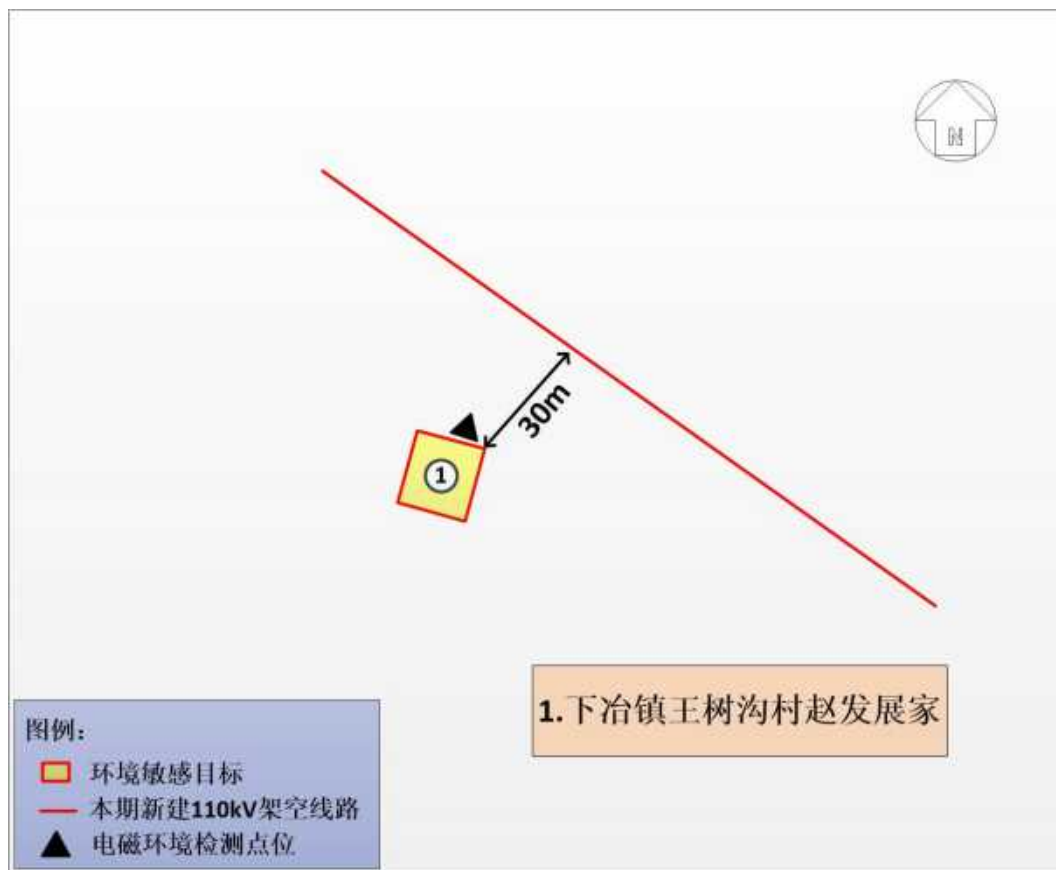 N
30m
1
1.下冶镇王树沟村赵发展家
图例：
环境敏感目标
本期新建110kV架空线路
电磁环境检测点位